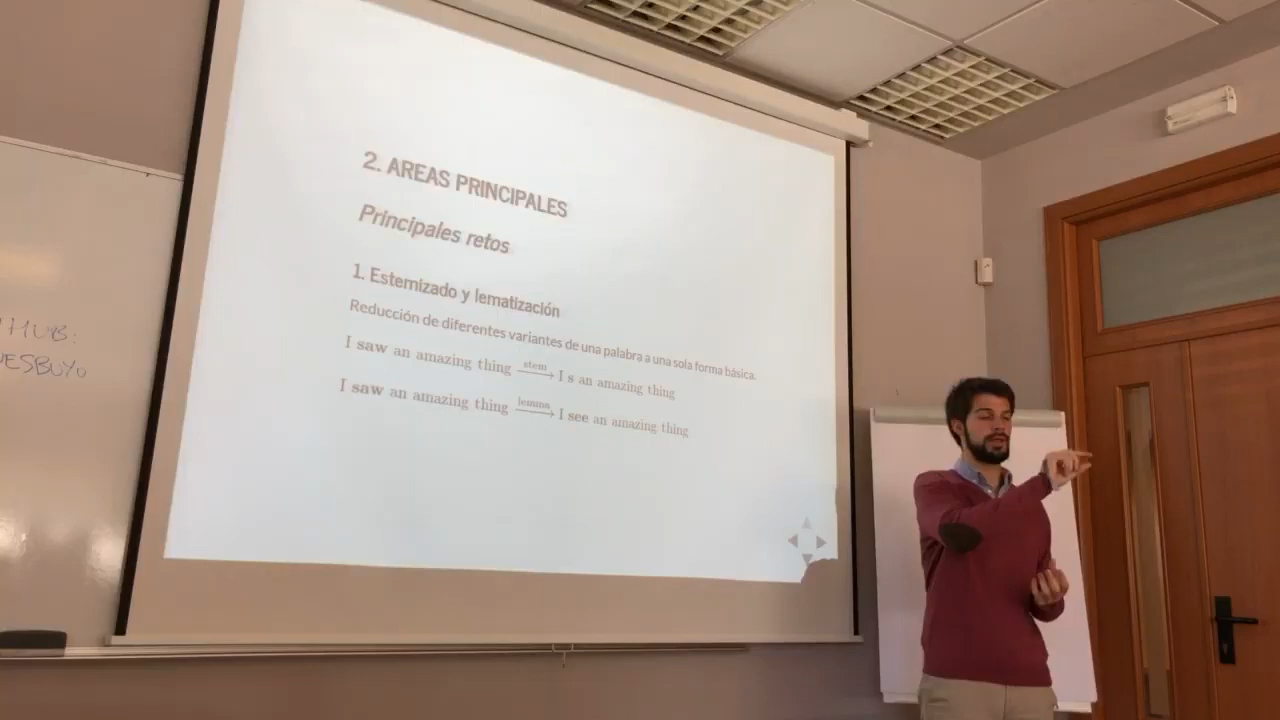 2. AREAS PRINCIPALES
Principales retos
1. Estemizado y lematización
Reducción de diferentes variantes de una palabra a una sola forma básica.
I saw an amazing thing stem I s an amazing thing
I saw an amazing thing lemma I see an amazing thing
HUB:
ESBUYO